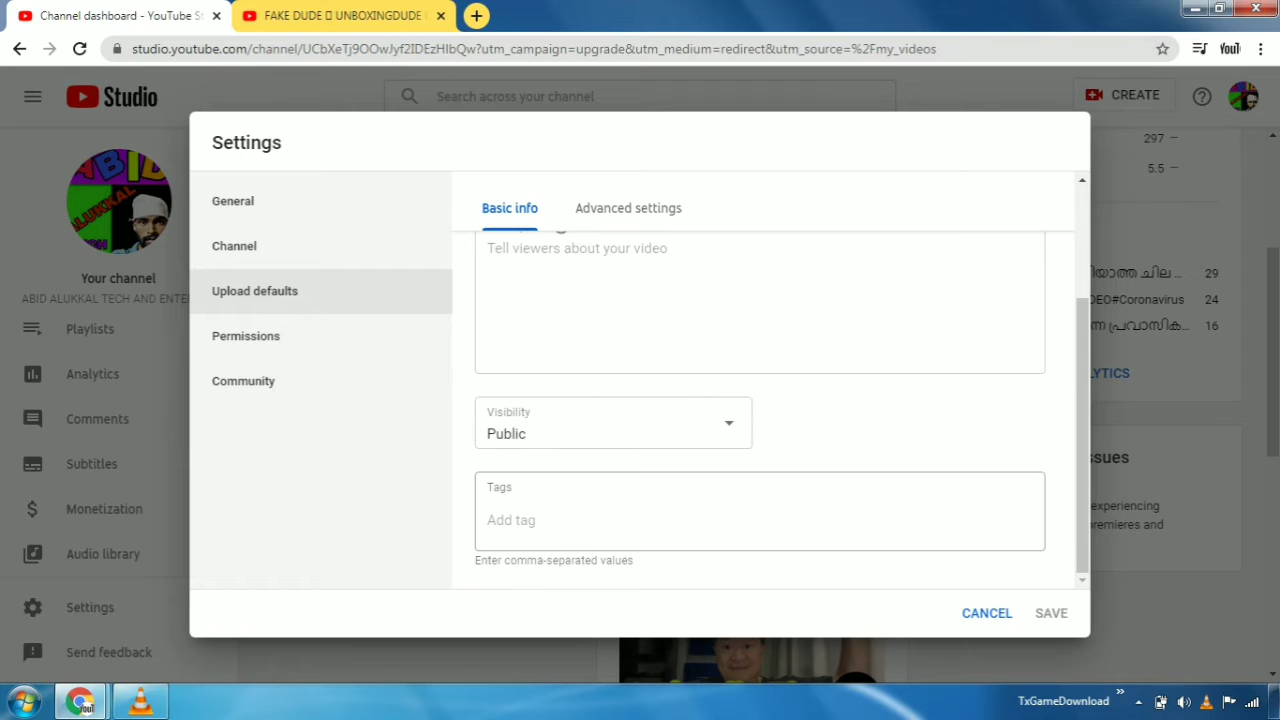 Channel dashboard - YouTube St
FAKE DUDE UNBOXINGDUDE
studio.youtube.com/channel/UCbXeTj9OOwJyf2IDEzHIbQw?utm_campaign=upgrade&utm_medium=redirect&utm_source=%2Fmy_videos
Studio
Search across your channel
CREATE
Settings
297 –
5.5 –
General
Channel
Upload defaults
Permissions
Community
Basic info
Advanced settings
Tell viewers about your video
Visibility
Public
Tags
Add tag
Enter comma-separated values
CANCEL
SAVE
ABID
ALUKKAL
Your channel
ABID ALUKKAL TECH AND ENTE
Playlists
Analytics
Comments
Subtitles
Monetization
Audio library
Settings
Send feedback
ിയാത്ത ചില ... 29
DEO#Coronavirus 24
ന്ന പ്രവാസിക... 16
LYTICS
ssues
experiencing
premieres and
TxGameDownload